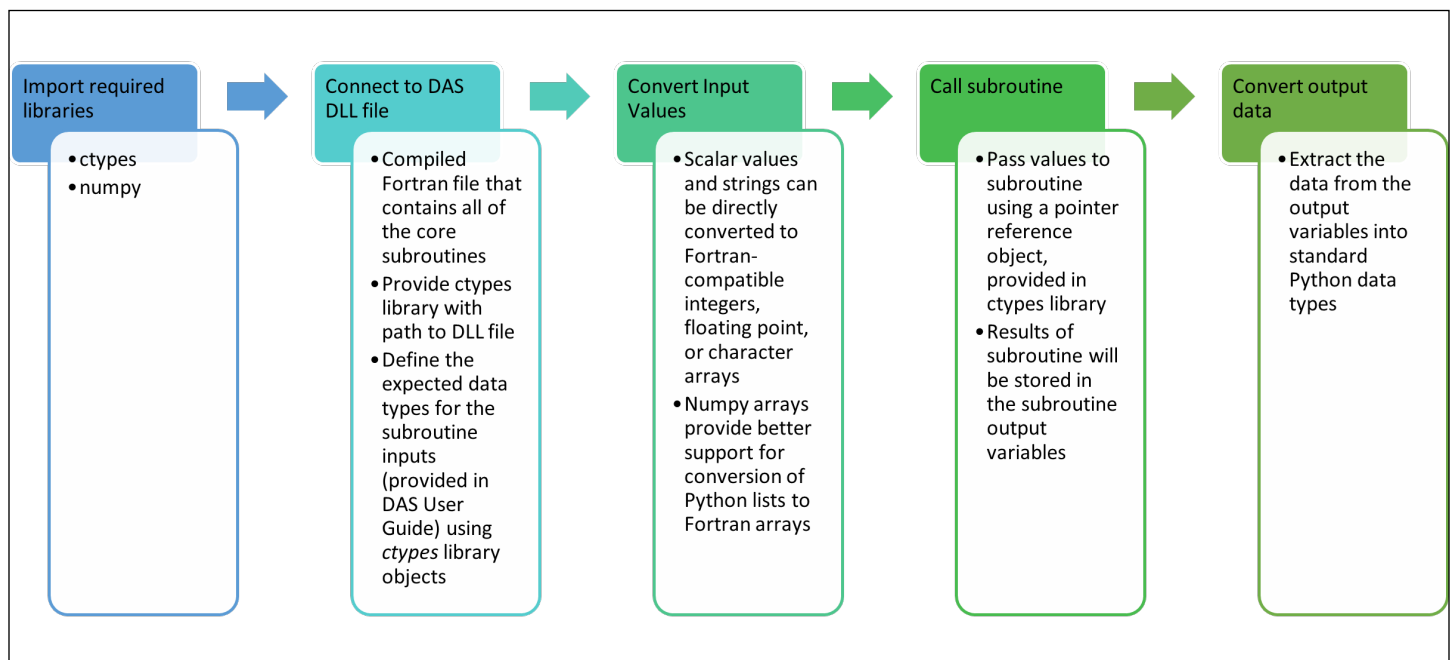 Import required
libraries
•ctypes
•numpy
Connect to DAS
DLL file
•Compiled
Fortran file that
contains all of
the core
subroutines
•Provide ctypes
library with
path to DLL file
•Define the
expected data
types for the
subroutine
inputs
(provided in
DAS User
Guide) using
ctypes library
objects
Convert Input
Values
•Scalar values
and strings can
be directly
converted to
Fortran-
compatible
integers,
floating point,
or character
arrays
•Numpy arrays
provide better
support for
conversion of
Python lists to
Fortran arrays
Call subroutine
•Pass values to
subroutine
using a pointer
reference
object,
provided in
ctypes library
•Results of
subroutine will
be stored in
the subroutine
output
variables
Convert output
data
•Extract the
data from the
output
variables into
standard
Python data
types